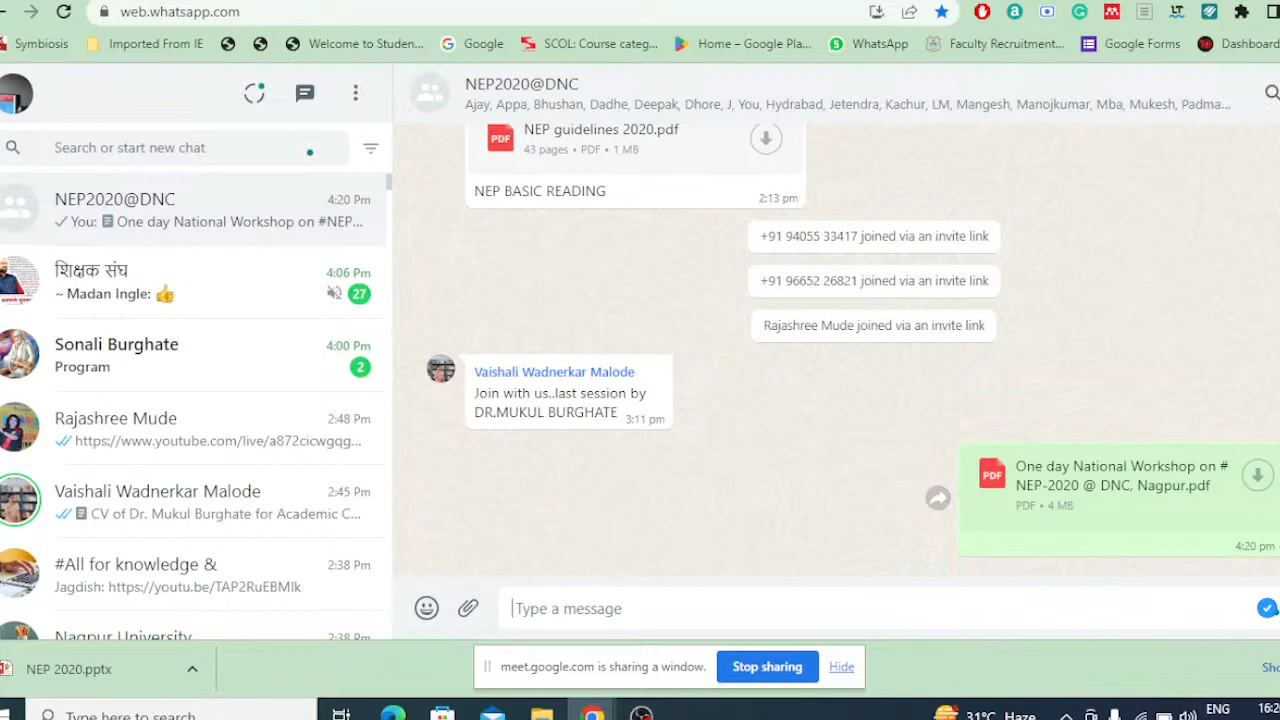 web.whatsapp.com
Symbiosis
Imported From IE
Welcome to Studen...
Google
SCOL: Course categ...
Home – Google Pla...
WhatsApp
Faculty Recruitment...
Google Forms
Dashboard
NEP2020@DNC
Ajay, Appa, Bhushan, Dadhe, Deepak, Dhore, J, You, Hydrabad, Jetendra, Kachur, LM, Mangesh, Manojkumar, Mba, Mukesh, Padma...
Search or start new chat
NEP2020@DNC
4:20 Pm
You: One day National Workshop on #NEP...
शिक्षक संघ
4:06 Pm
~ Madan Ingle: 👍
27
Sonali Burghate
4:00 Pm
Program
2
Rajashree Mude
2:48 Pm
https://www.youtube.com/live/a872cicwgqg...
Vaishali Wadnerkar Malode
2:45 Pm
CV of Dr. Mukul Burghate for Academic C...
#All for knowledge &
2:38 Pm
Jagdish: https://youtu.be/TAP2RuEBMIk
Nagpur University
2:38 Pm
PDF
NEP guidelines 2020.pdf
43 pages • PDF • 1 MB
NEP BASIC READING
2:13 pm
+91 94055 33417 joined via an invite link
+91 96652 26821 joined via an invite link
Rajashree Mude joined via an invite link
Vaishali Wadnerkar Malode
Join with us..last session by
DR.MUKUL BURGHATE
3:11 pm
PDF
One day National Workshop on #
NEP-2020 @ DNC, Nagpur.pdf
PDF • 4 MB
4:20 pm
Type a message
NEP 2020.pptx
meet.google.com is sharing a window.
Stop sharing
Hide
Type here to search
31°C Haze
ENG